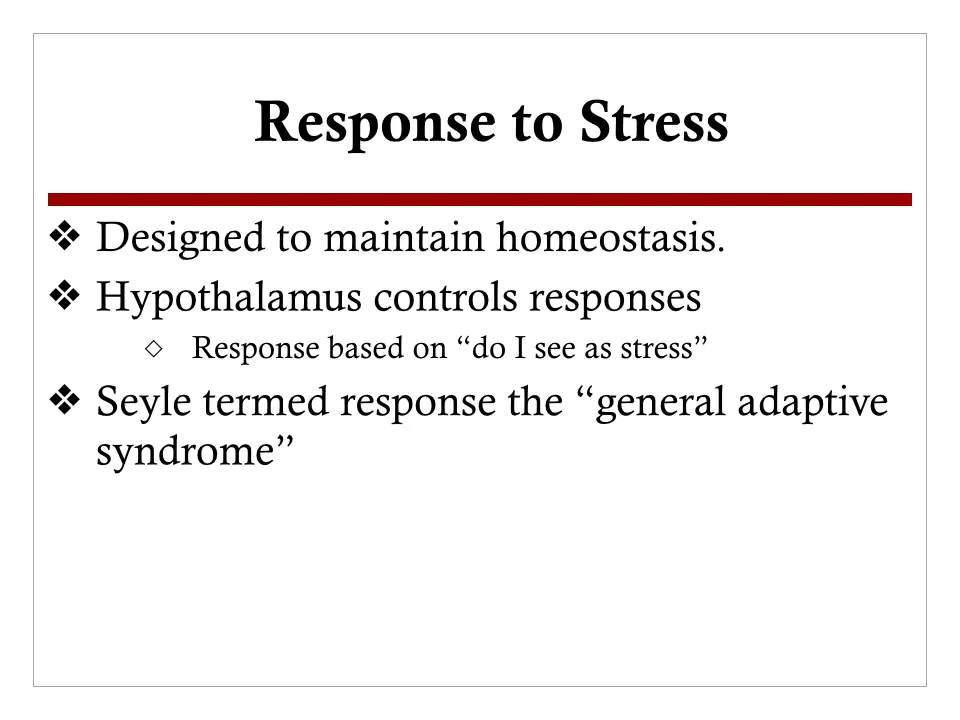 Response to Stress
❖ Designed to maintain homeostasis.
❖ Hypothalamus controls responses
◇ Response based on “do I see as stress”
❖ Seyle termed response the “general adaptive
syndrome”